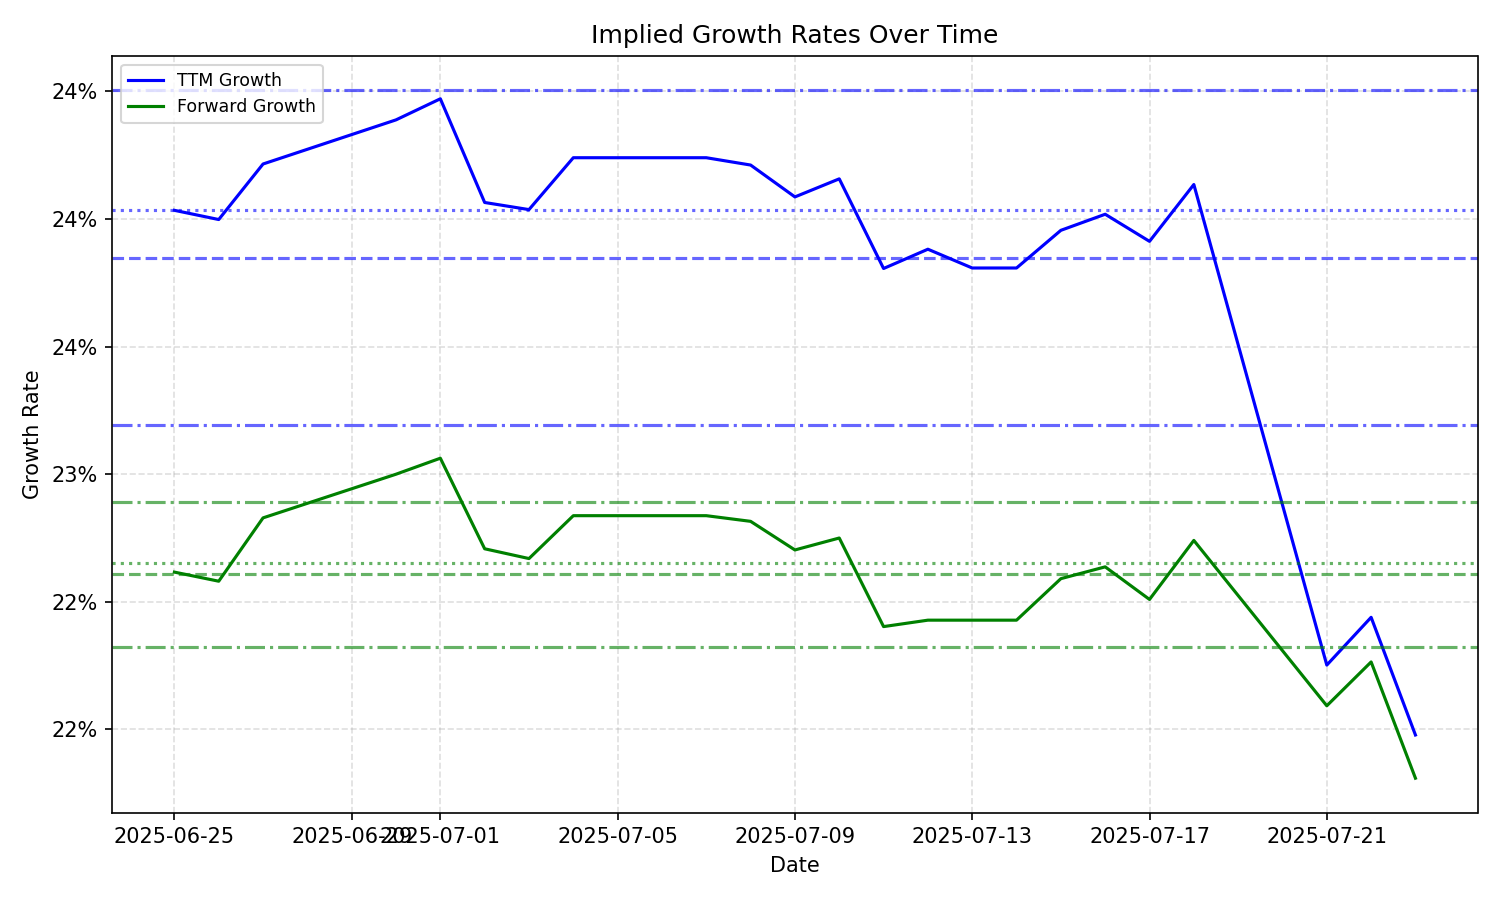 Implied Growth Rates Over Time
TTM Growth
Forward Growth
24%
24%
24%
23%
22%
22%
Growth Rate
2025-06-25
2025-06-29
2025-07-01
2025-07-05
2025-07-09
2025-07-13
2025-07-17
2025-07-21
Date